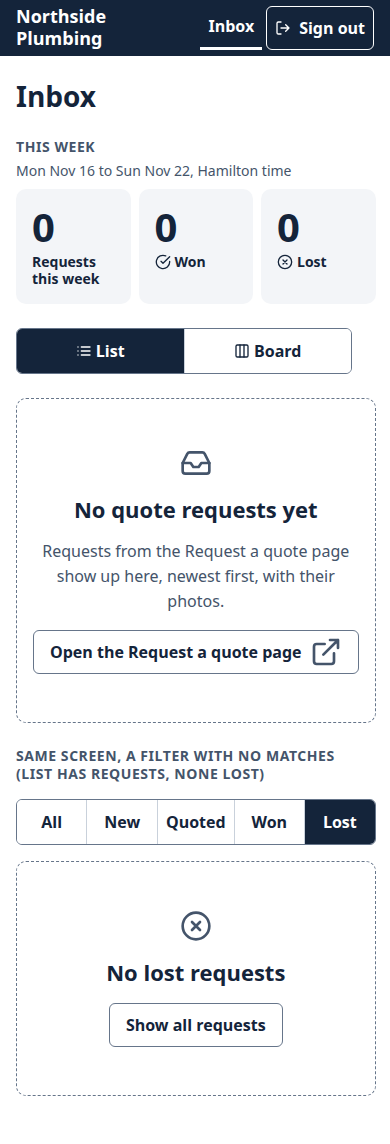 Northside
Plumbing
Inbox
Sign out
Inbox
THIS WEEK
Mon Nov 16 to Sun Nov 22, Hamilton time
0
Requests
this week
0
Won
0
Lost
List
Board
No quote requests yet
Requests from the Request a quote page
show up here, newest first, with their
photos.
Open the Request a quote page
SAME SCREEN, A FILTER WITH NO MATCHES
(LIST HAS REQUESTS, NONE LOST)
All
New
Quoted
Won
Lost
No lost requests
Show all requests